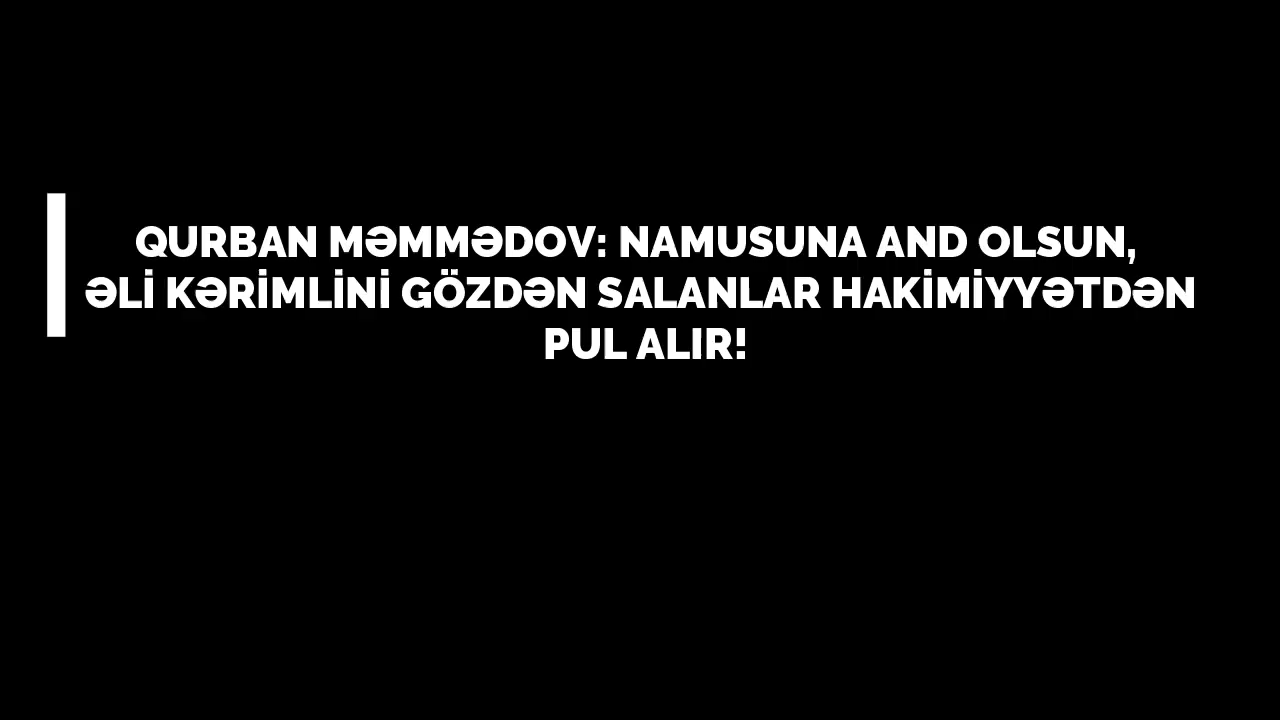 QURBAN MƏMMƏDOV: NAMUSUNA AND OLSUN,
ƏLİ KƏRİMLİNİ GÖZDƏN SALANLAR HAKİMİYYƏTDƏN
PUL ALIR!